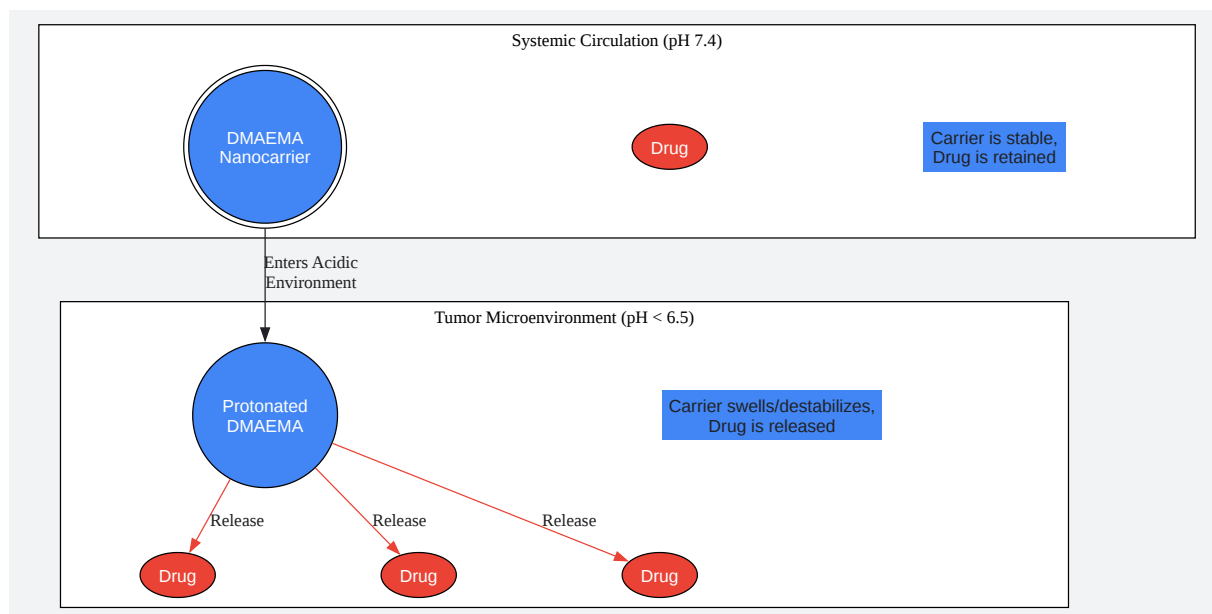 Systemic Circulation (pH 7.4)
DMAEMA
Nanocarrier
Drug
Carrier is stable,
Drug is retained
Enters Acidic
Environment
Tumor Microenvironment (pH < 6.5)
Protonated
DMAEMA
Carrier swells/destabilizes,
Drug is released
Release
Release
Release
Drug
Drug
Drug